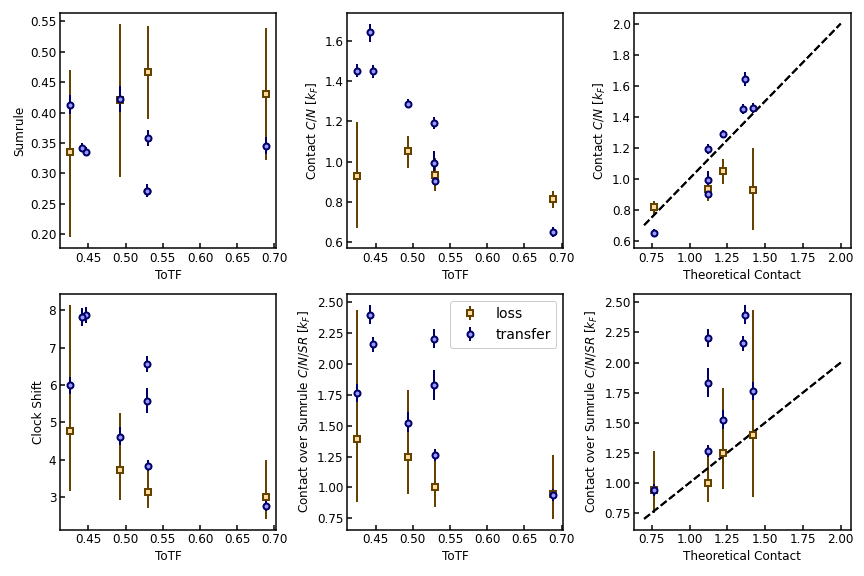 0.55
0.50
0.45
0.40
0.35
0.30
0.25
0.20
Sumrule
0.45 0.50 0.55 0.60 0.65 0.70
ToTF
1.6
1.4
1.2
1.0
0.8
0.6
Contact C/N [k_F]
0.45 0.50 0.55 0.60 0.65 0.70
ToTF
2.0
1.8
1.6
1.4
1.2
1.0
0.8
0.6
Contact C/N [k_F]
0.75 1.00 1.25 1.50 1.75 2.00
Theoretical Contact
8
7
6
5
4
3
Clock Shift
0.45 0.50 0.55 0.60 0.65 0.70
ToTF
2.50
2.25
2.00
1.75
1.50
1.25
1.00
0.75
Contact over Sumrule C/N/SR [k_F]
loss
transfer
0.45 0.50 0.55 0.60 0.65 0.70
ToTF
2.50
2.25
2.00
1.75
1.50
1.25
1.00
0.75
Contact over Sumrule C/N/SR [k_F]
0.75 1.00 1.25 1.50 1.75 2.00
Theoretical Contact